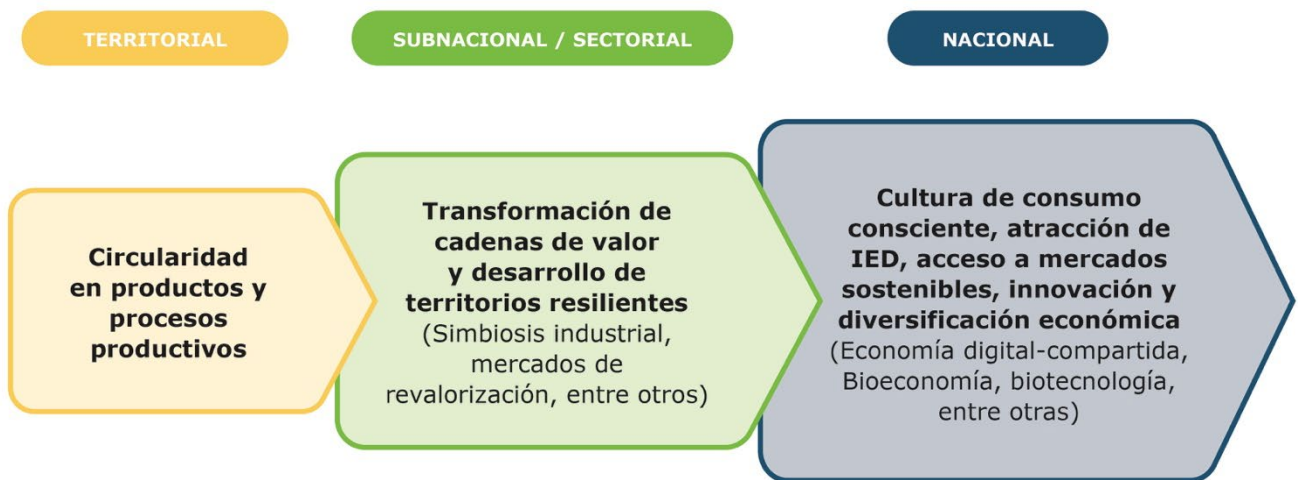 TERRITORIAL
SUBNACIONAL / SECTORIAL
NACIONAL
Circularidad
en productos y
procesos
productivos
Transformación de
cadenas de valor
y desarrollo de
territorios resilientes
(Simbiosis industrial,
mercados de
revalorización, entre otros)
Cultura de consumo
consciente, atracción de
IED, acceso a mercados
sostenibles, innovación y
diversificación económica
(Economía digital-compartida,
Bioeconomía, biotecnología,
entre otras)